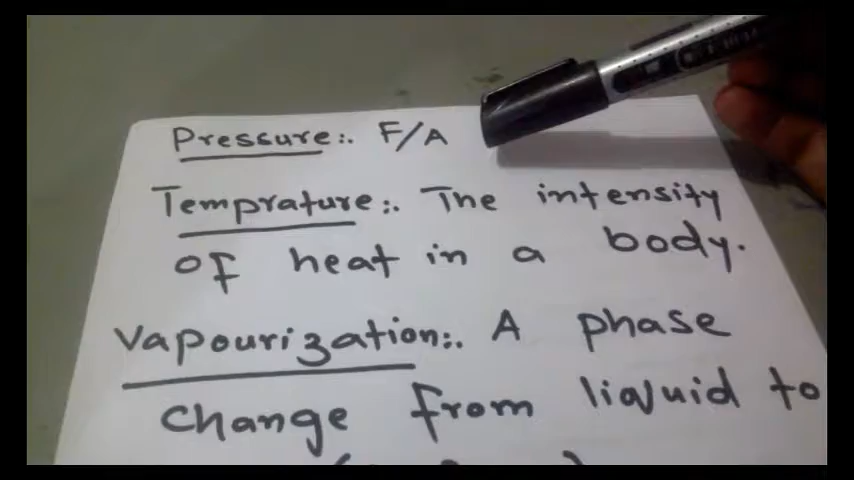 Pressure:. F/A
Temprature:. The intensity
of heat in a body.
Vapourization:. A phase
change from liquid to